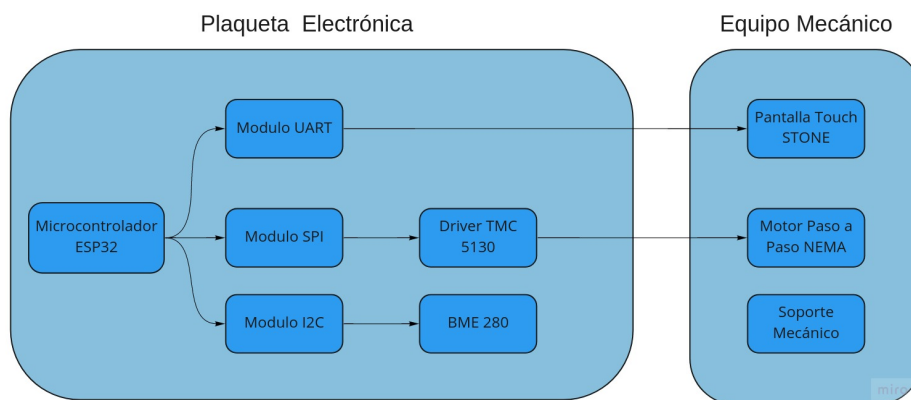 Plaqueta  Electrónica
Equipo Mecánico
Modulo UART
Pantalla Touch
STONE
Microcontrolador
ESP32
Modulo SPI
Driver TMC
5130
Motor Paso a
Paso NEMA
Modulo I2C
BME 280
Soporte
Mecánico
miro